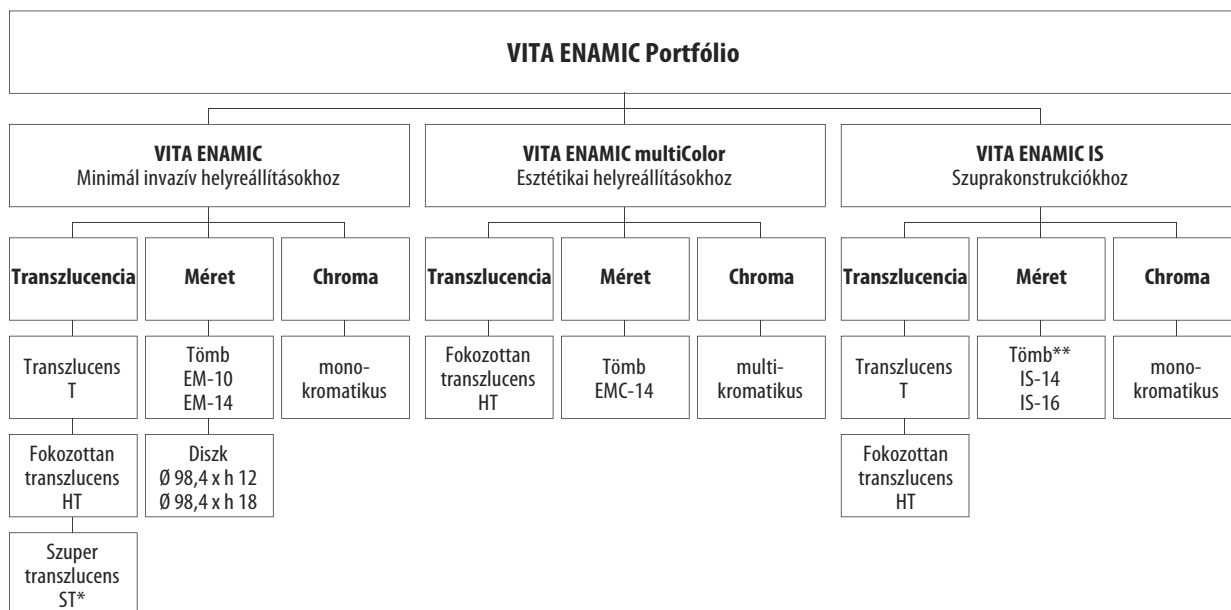 VITA ENAMIC Portfólio
VITA ENAMIC
Minimál invazív helyreállításokhoz
VITA ENAMIC multiColor
Esztétikai helyreállításokhoz
VITA ENAMIC IS
Szuprakonstrukciókhoz
Transzlucencia
Méret
Chroma
Transzlucencia
Méret
Chroma
Transzlucencia
Méret
Chroma
Transzlucens
T
Tömb
EM-10
EM-14
mono-
kromatikus
Fokozottan
transzlucens
HT
Tömb
EMC-14
multi-
kromatikus
Transzlucens
T
Tömb**
IS-14
IS-16
mono-
kromatikus
Fokozottan
transzlucens
HT
Diszk
Ø 98,4 x h 12
Ø 98,4 x h 18
Fokozottan
transzlucens
HT
Szuper
transzlucens
ST*